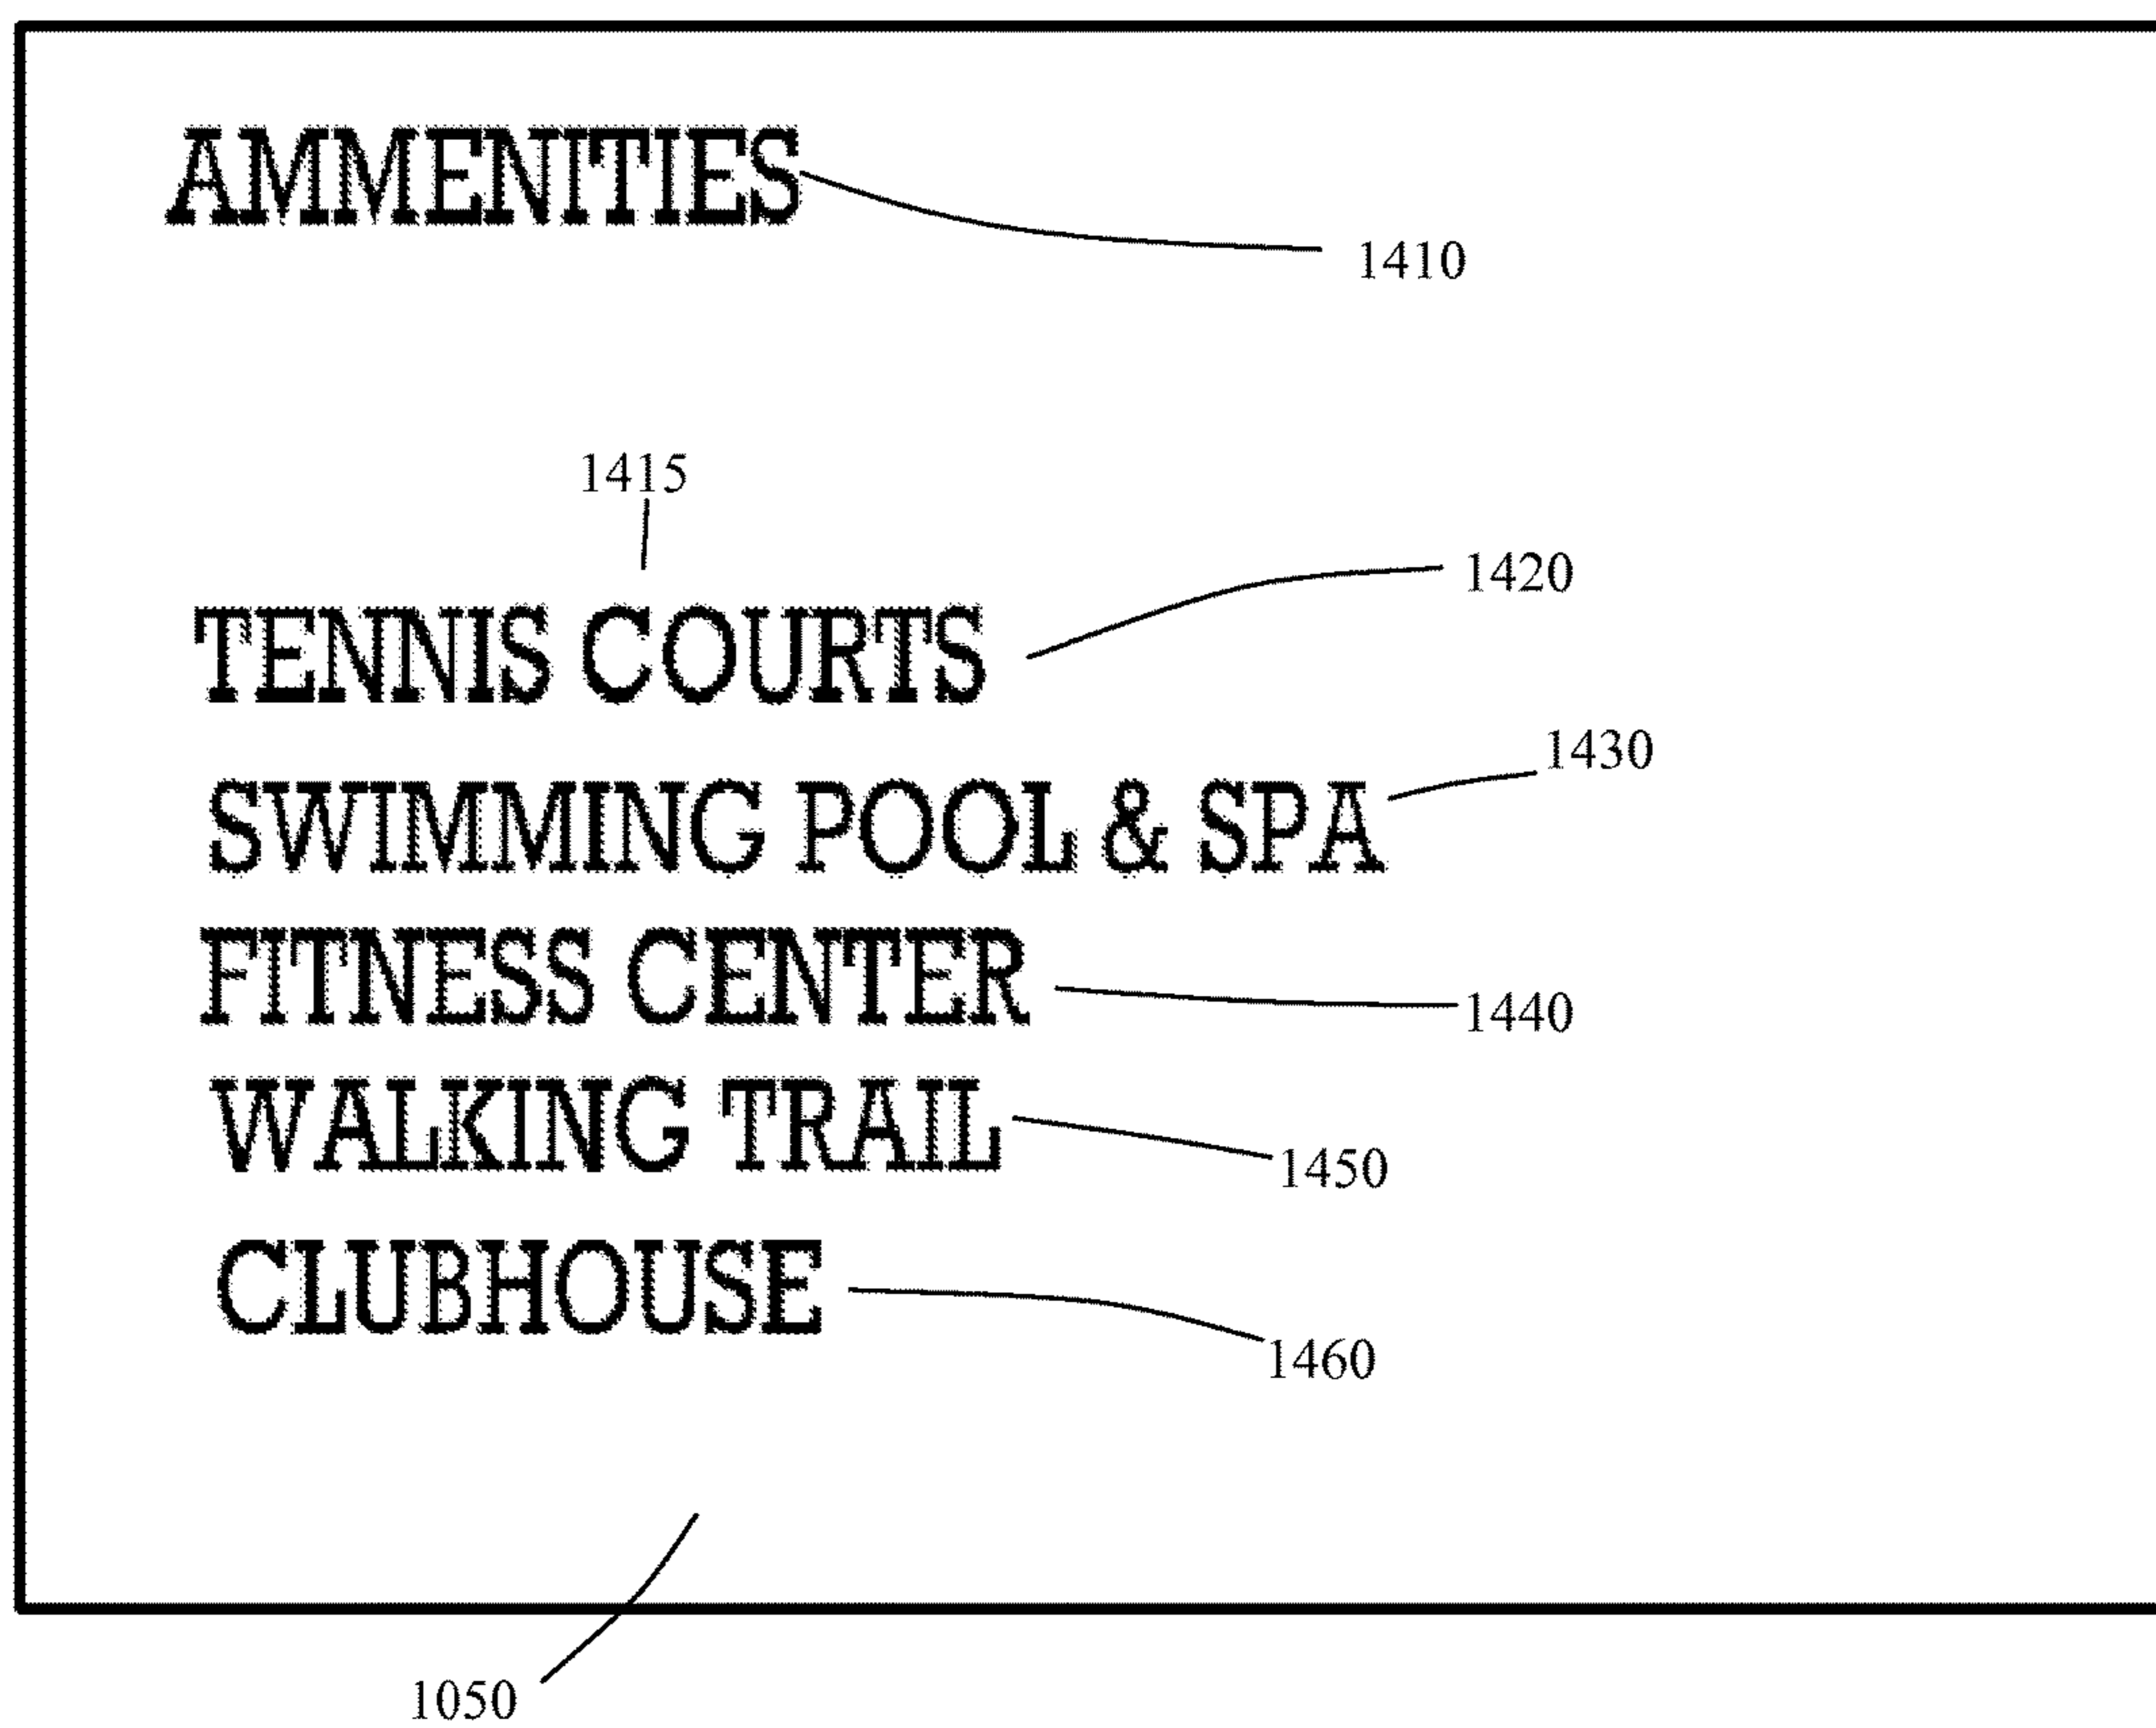 AMMENITIES
1410
1415
1420
TENNIS COURTS
1430
SWIMMING POOL & SPA
FITNESS CENTER
1440
WALKING TRAIL
1450
CLUBHOUSE
1460
1050